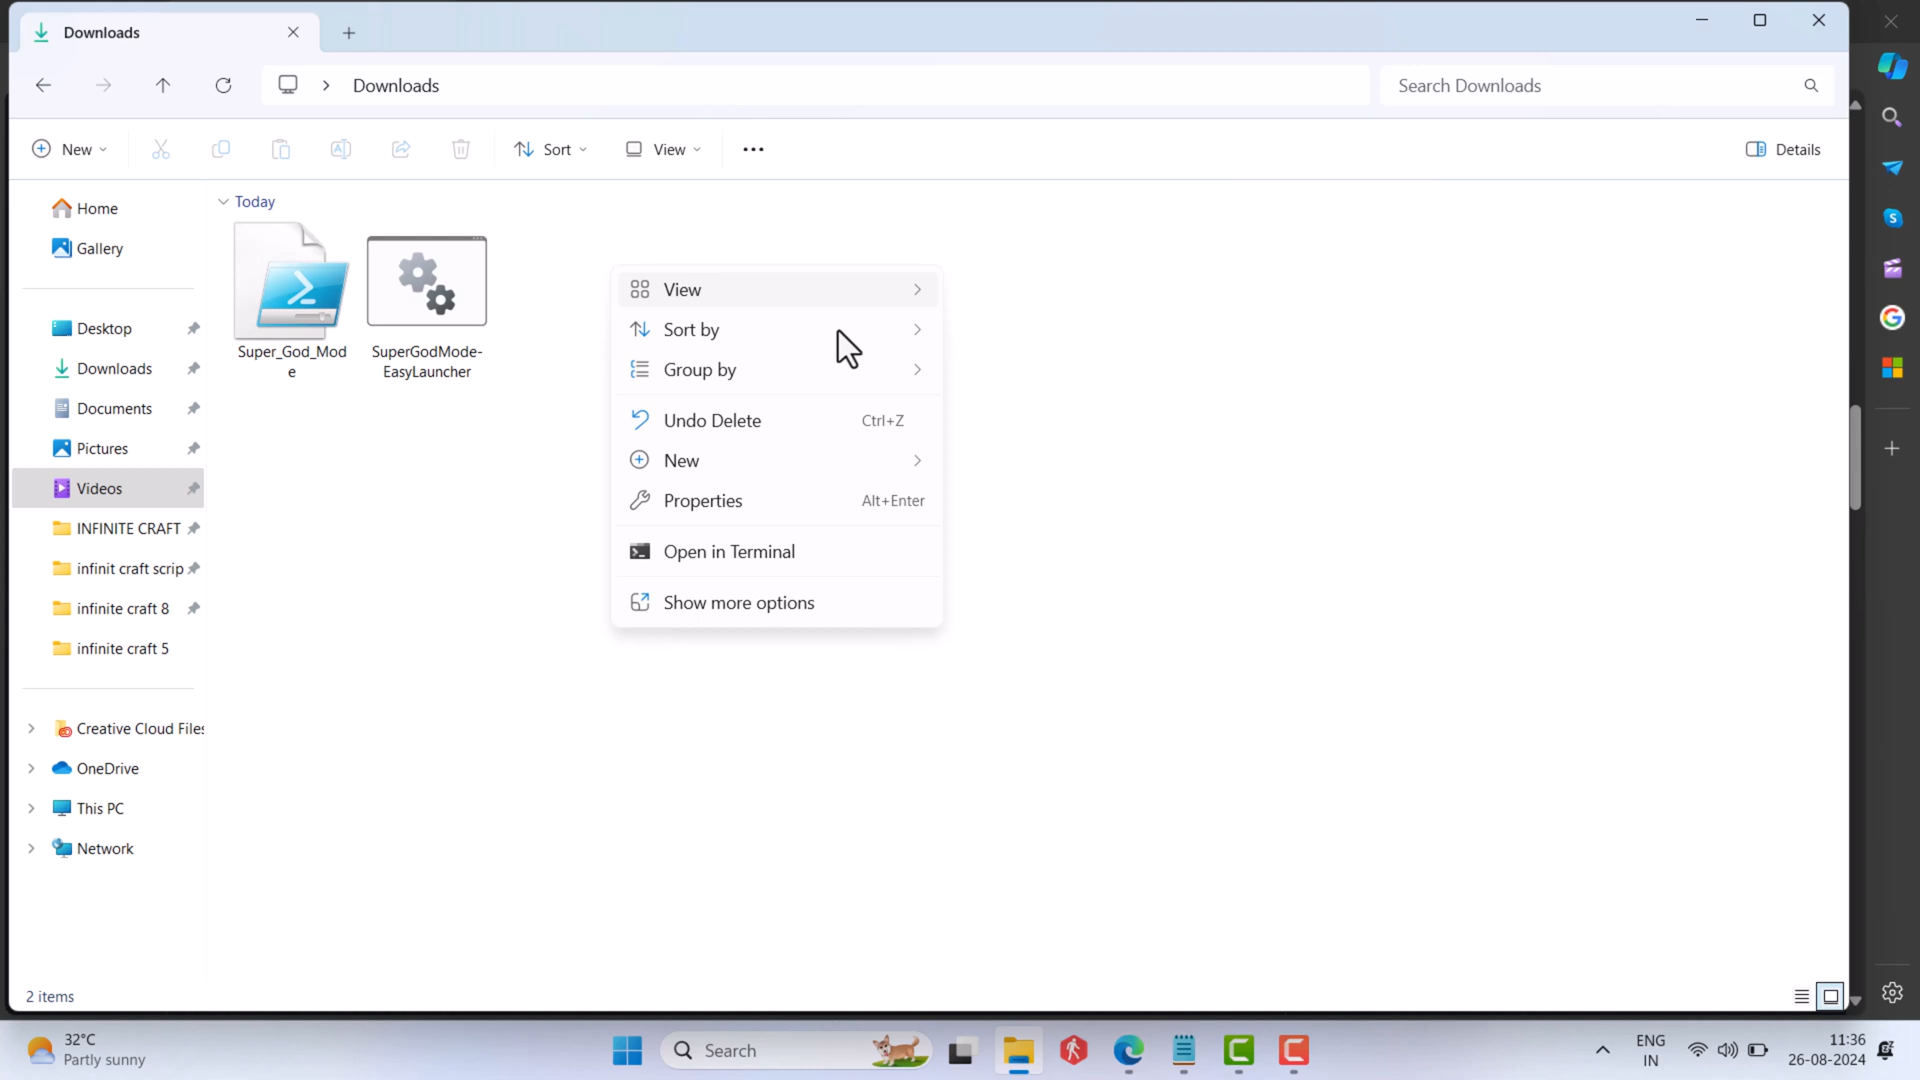 Downloads
Downloads
Search Downloads
New
Sort
View
Details
Home
Gallery
Desktop
Downloads
Documents
Pictures
Videos
INFINITE CRAFT
infinit craft scrip
infinite craft 8
infinite craft 5
Creative Cloud Files
OneDrive
This PC
Network
Today
Super_God_Mod
e
SuperGodMode-
EasyLauncher
View
Sort by
Group by
Undo Delete Ctrl+Z
New
Properties Alt+Enter
Open in Terminal
Show more options
2 items
32°C
Partly sunny
Search
ENG
IN
11:36
26-08-2024